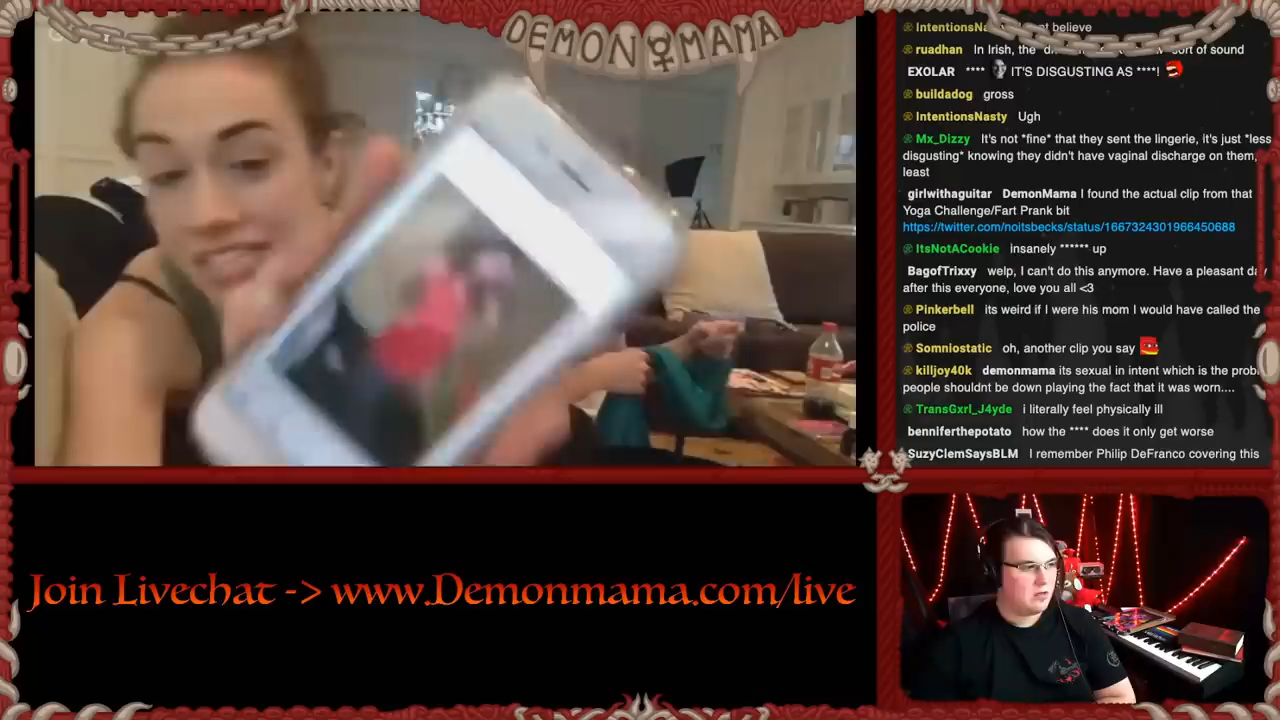 DEMON MAMA
believe
ruadhan In Irish, the sort of sound
EXOLAR **** IT'S DISGUSTING AS ****!
buildadog gross
IntentionsNasty Ugh
Mx_Dizzy It's not *fine* that they sent the lingerie, it's just *less
disgusting* knowing they didn't have vaginal discharge on them,
least
girlwithaguitar DemonMama I found the actual clip from that
Yoga Challenge/Fart Prank bit
https://twitter.com/noitsbecks/status/1667324301966450688
ItsNotACookie insanely ****** up
BagofTrixxy welp, I can't do this anymore. Have a pleasant day
after this everyone, love you all <3
Pinkerbell its weird if I were his mom I would have called the
police
Somniostatic oh, another clip you say
killjoy40k demonmama its sexual in intent which is the prob
people shouldnt be down playing the fact that it was worn....
TransGxrl_J4yde i literally feel physically ill
benniferthepotato how the **** does it only get worse
SuzyClemSaysBLM I remember Philip DeFranco covering this
Join Livechat -> www.Demonmama.com/live